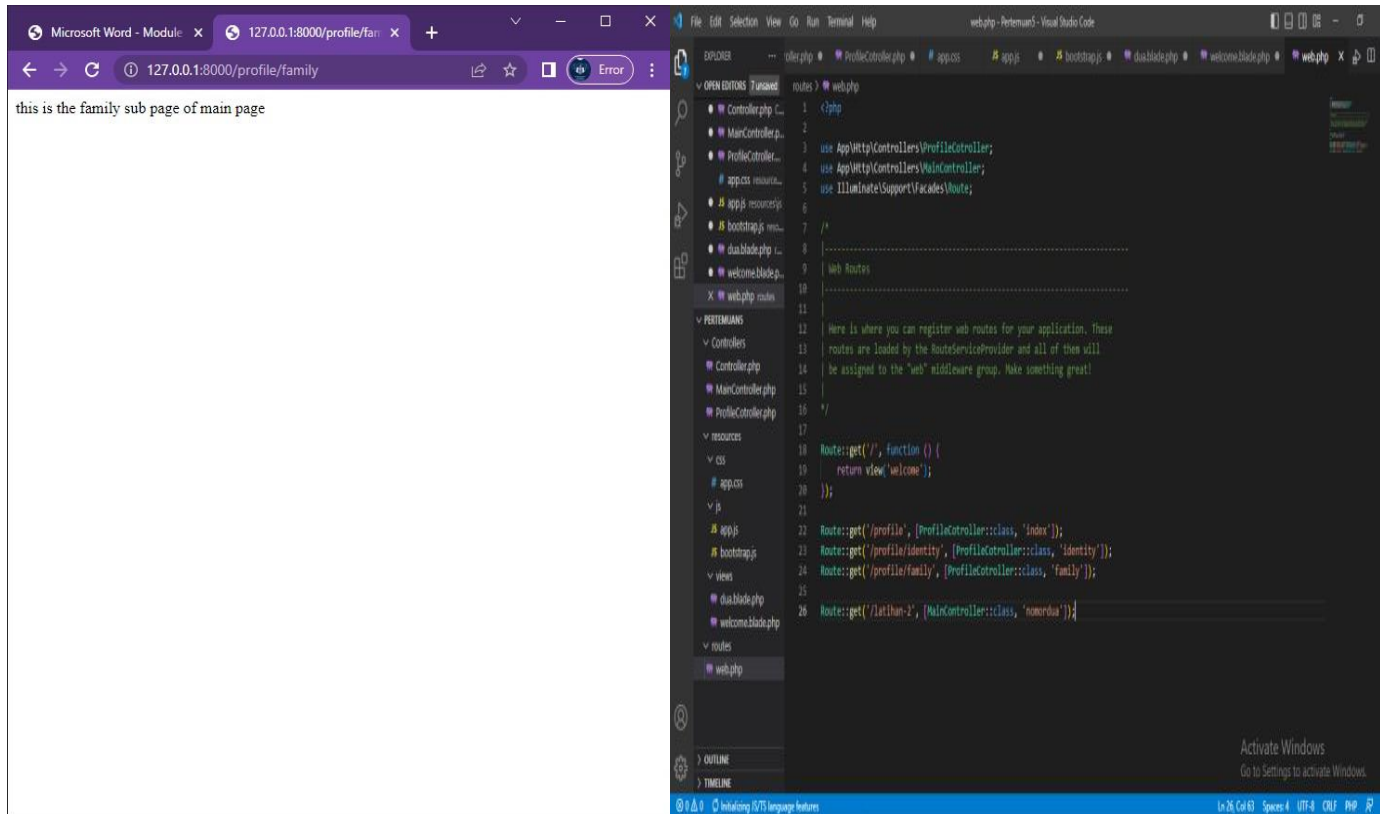 Microsoft Word - Module
127.0.0.1:8000/profile/fam
127.0.0.1:8000/profile/family
Error
this is the family sub page of main page
File Edit Selection View Go Run Terminal Help
web.php - Pertemuan5 - Visual Studio Code
EXPLORER
oller.php
ProfileCotroller.php
app.css
app.js
bootstrap.js
dua.blade.php
welcome.blade.php
web.php
OPEN EDITORS 7 unsaved
Controller.php C...
MainController.p...
ProfileCotroller....
app.css resource...
app.js resources\js
bootstrap.js reso...
dua.blade.php r...
welcome.blade.p...
web.php routes
PERTEMUAN5
Controllers
Controller.php
MainController.php
ProfileCotroller.php
resources
css
app.css
js
app.js
bootstrap.js
views
dua.blade.php
welcome.blade.php
routes
web.php
OUTLINE
TIMELINE
routes > web.php
1 <?php
2
3 use App\Http\Controllers\ProfileCotroller;
4 use App\Http\Controllers\MainController;
5 use Illuminate\Support\Facades\Route;
6
7 /*
8 |--------------------------------------------------------------------------
9 | Web Routes
10 |--------------------------------------------------------------------------
11 |
12 | Here is where you can register web routes for your application. These
13 | routes are loaded by the RouteServiceProvider and all of them will
14 | be assigned to the "web" middleware group. Make something great!
15 |
16 */
17
18 Route::get('/', function () {
19 return view('welcome');
20 });
21
22 Route::get('/profile', [ProfileCotroller::class, 'index']);
23 Route::get('/profile/identity', [ProfileCotroller::class, 'identity']);
24 Route::get('/profile/family', [ProfileCotroller::class, 'family']);
25
26 Route::get('/latihan-2', [MainController::class, 'nomordua']);
Activate Windows
Go to Settings to activate Windows.
0 0 Initializing JS/TS language features
Ln 26, Col 63 Spaces: 4 UTF-8 CRLF PHP